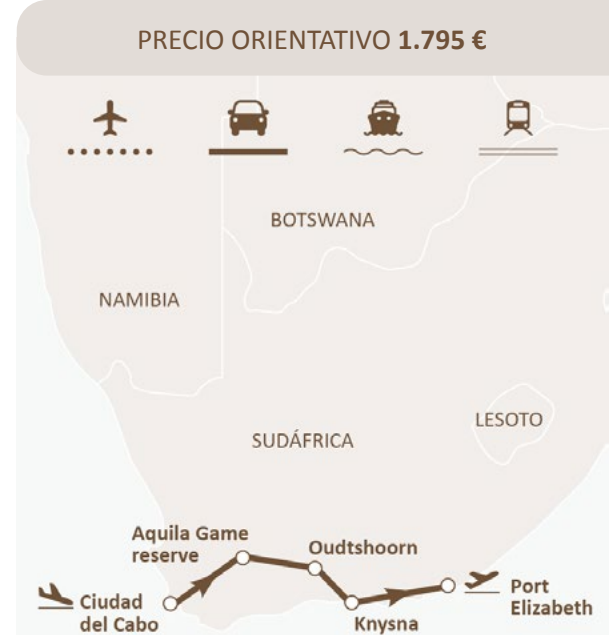 PRECIO ORIENTATIVO 1.795 €
BOTSWANA
NAMIBIA
LESOTO
SUDÁFRICA
Aquila Game
reserve
Oudtshoorn
Ciudad
del Cabo
Knysna
Port
Elizabeth